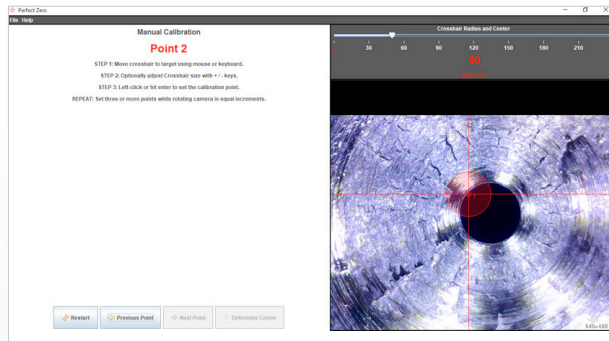 Perfect Zero
File Help
Manual Calibration
Point 2
STEP 1: Move crosshair to target using mouse or keyboard.
STEP 2: Optionally adjust Crosshair size with + / - keys.
STEP 3: Left-click or hit enter to set the calibration point.
REPEAT: Set three or more points while rotating camera in equal increments.
Restart
Previous Point
Next Point
Determine Center
Crosshair Radius and Center
30 60 90 120 150 180 210
50
640x480